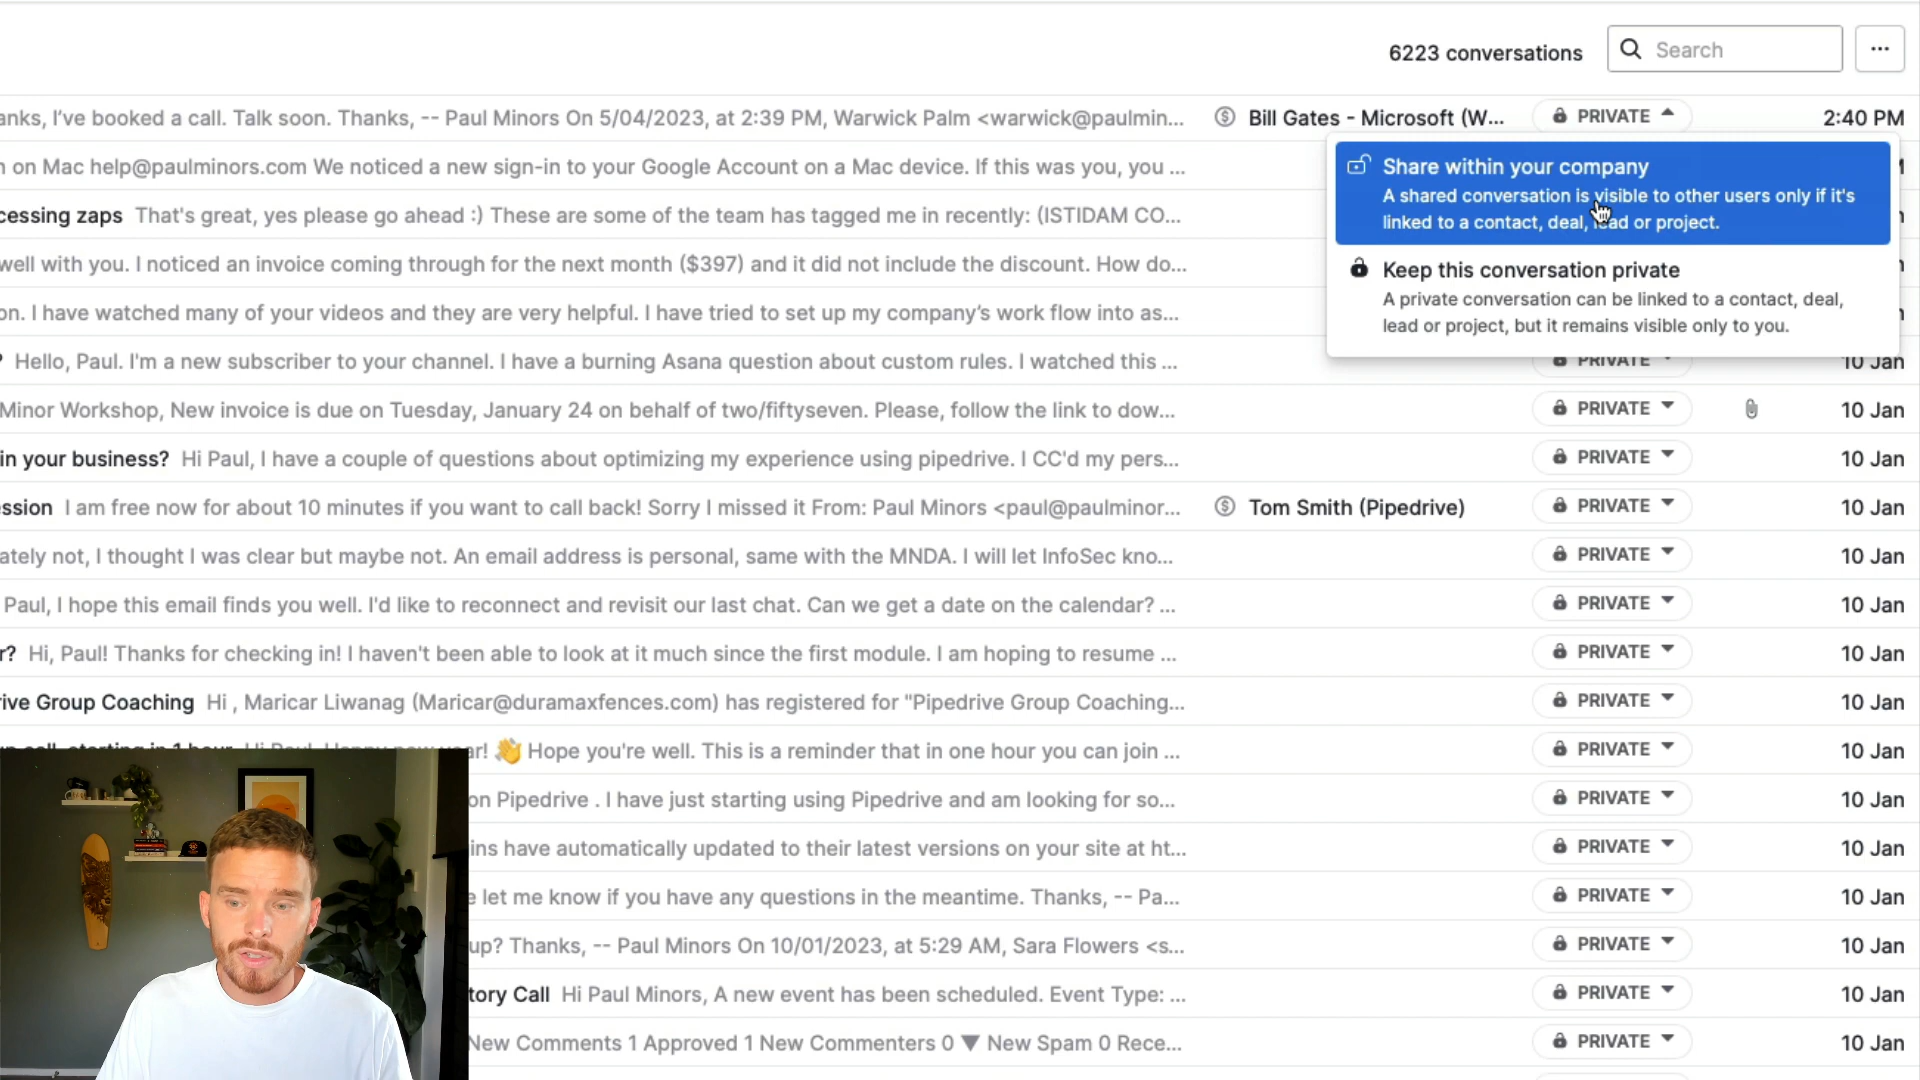 6223 conversations
Search
anks, I've booked a call. Talk soon. Thanks, -- Paul Minors On 5/04/2023, at 2:39 PM, Warwick Palm <warwick@paulmin...
Bill Gates - Microsoft (W...
PRIVATE
2:40 PM
n on Mac help@paulminors.com We noticed a new sign-in to your Google Account on a Mac device. If this was you, you ...
Share within your company
A shared conversation is visible to other users only if it's
linked to a contact, deal, lead or project.
Keep this conversation private
A private conversation can be linked to a contact, deal,
lead or project, but it remains visible only to you.
cessing zaps That's great, yes please go ahead :) These are some of the team has tagged me in recently: (ISTIDAM CO...
well with you. I noticed an invoice coming through for the next month ($397) and it did not include the discount. How do...
on. I have watched many of your videos and they are very helpful. I have tried to set up my company's work flow into as...
? Hello, Paul. I'm a new subscriber to your channel. I have a burning Asana question about custom rules. I watched this ...
PRIVATE
10 Jan
Minor Workshop, New invoice is due on Tuesday, January 24 on behalf of two/fiftyseven. Please, follow the link to dow...
PRIVATE
10 Jan
in your business? Hi Paul, I have a couple of questions about optimizing my experience using pipedrive. I CC'd my pers...
PRIVATE
10 Jan
ession I am free now for about 10 minutes if you want to call back! Sorry I missed it From: Paul Minors <paul@paulminor...
Tom Smith (Pipedrive)
PRIVATE
10 Jan
ately not, I thought I was clear but maybe not. An email address is personal, same with the MNDA. I will let InfoSec kno...
PRIVATE
10 Jan
Paul, I hope this email finds you well. I'd like to reconnect and revisit our last chat. Can we get a date on the calendar? ...
PRIVATE
10 Jan
r? Hi, Paul! Thanks for checking in! I haven't been able to look at it much since the first module. I am hoping to resume ...
PRIVATE
10 Jan
rive Group Coaching Hi , Maricar Liwanag (Maricar@duramaxfences.com) has registered for "Pipedrive Group Coaching...
PRIVATE
10 Jan
up call, starting in 1 hour Hi Paul, Happy new year! 👋 Hope you're well. This is a reminder that in one hour you can join ...
PRIVATE
10 Jan
on Pipedrive . I have just starting using Pipedrive and am looking for so...
PRIVATE
10 Jan
ins have automatically updated to their latest versions on your site at ht...
PRIVATE
10 Jan
e let me know if you have any questions in the meantime. Thanks, -- Pa...
PRIVATE
10 Jan
up? Thanks, -- Paul Minors On 10/01/2023, at 5:29 AM, Sara Flowers <s...
PRIVATE
10 Jan
tory Call Hi Paul Minors, A new event has been scheduled. Event Type: ...
PRIVATE
10 Jan
New Comments 1 Approved 1 New Commenters 0 ▼ New Spam 0 Rece...
PRIVATE
10 Jan